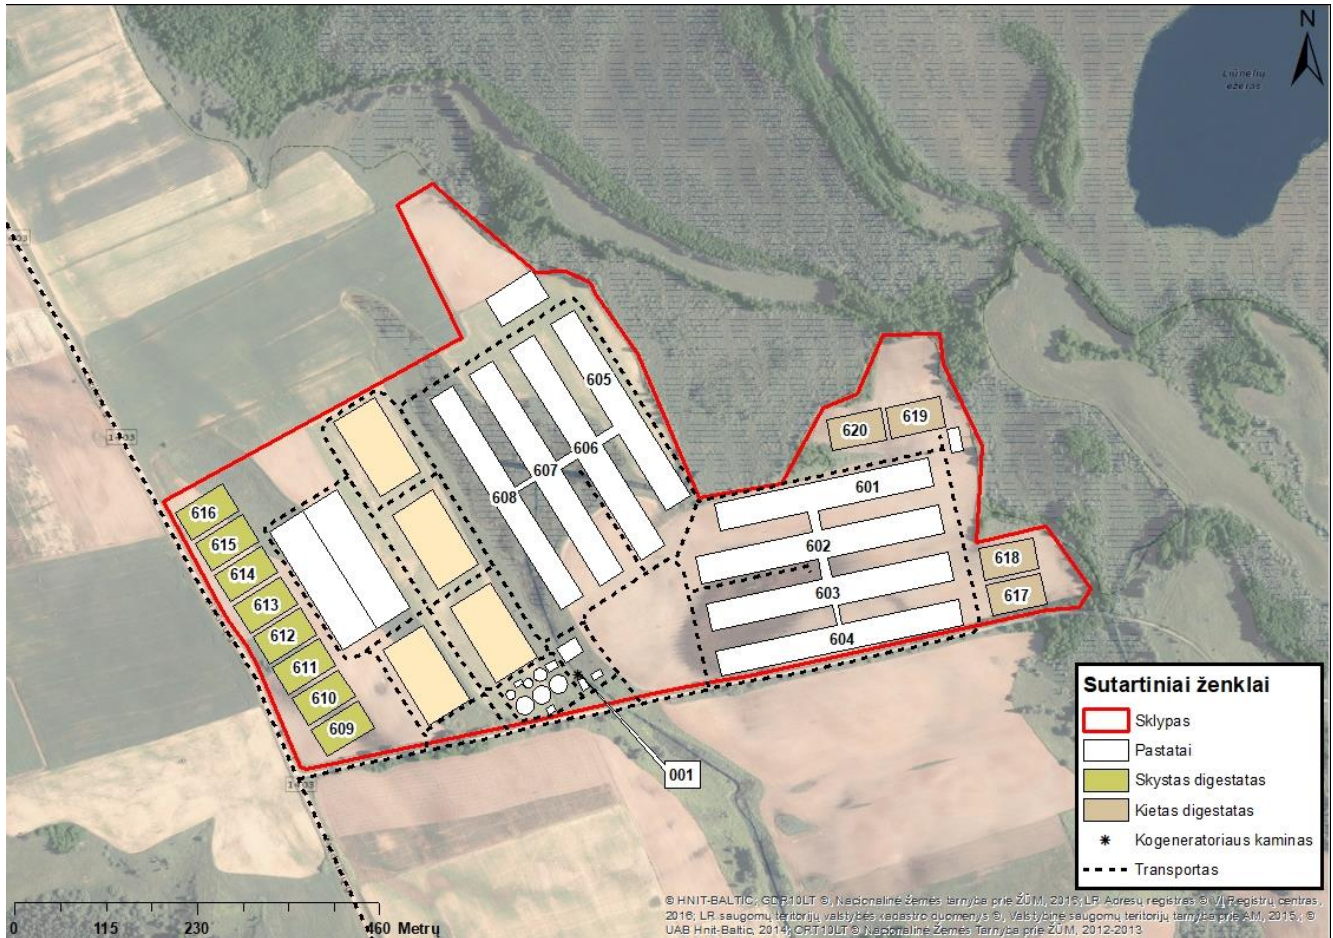 N
Liūnelių
ežeras
1403
605
619
620
606
607
601
608
616
602
615
618
614
603
617
613
612
604
611
610
609
001
1403
Sutartiniai ženklai
Sklypas
Pastatai
Skystas digestatas
Kietas digestatas
Kogeneratoriaus kaminas
Transportas
0 115 230 460 Metrų
© HNIT-BALTIC, GDR10LT ©, Nacionalinė žemės tarnyba prie ŽŪM, 2016; LR Adresų registras © VĮ Registrų centras,
2016; LR saugomų teritorijų valstybės kadastro duomenys ©, Valstybinė saugomų teritorijų tarnyba prie AM, 2015.; ©
UAB Hnit-Baltic, 2014; ORT10LT © Nacionalinė Žemės Tarnyba prie ŽŪM, 2012-2013